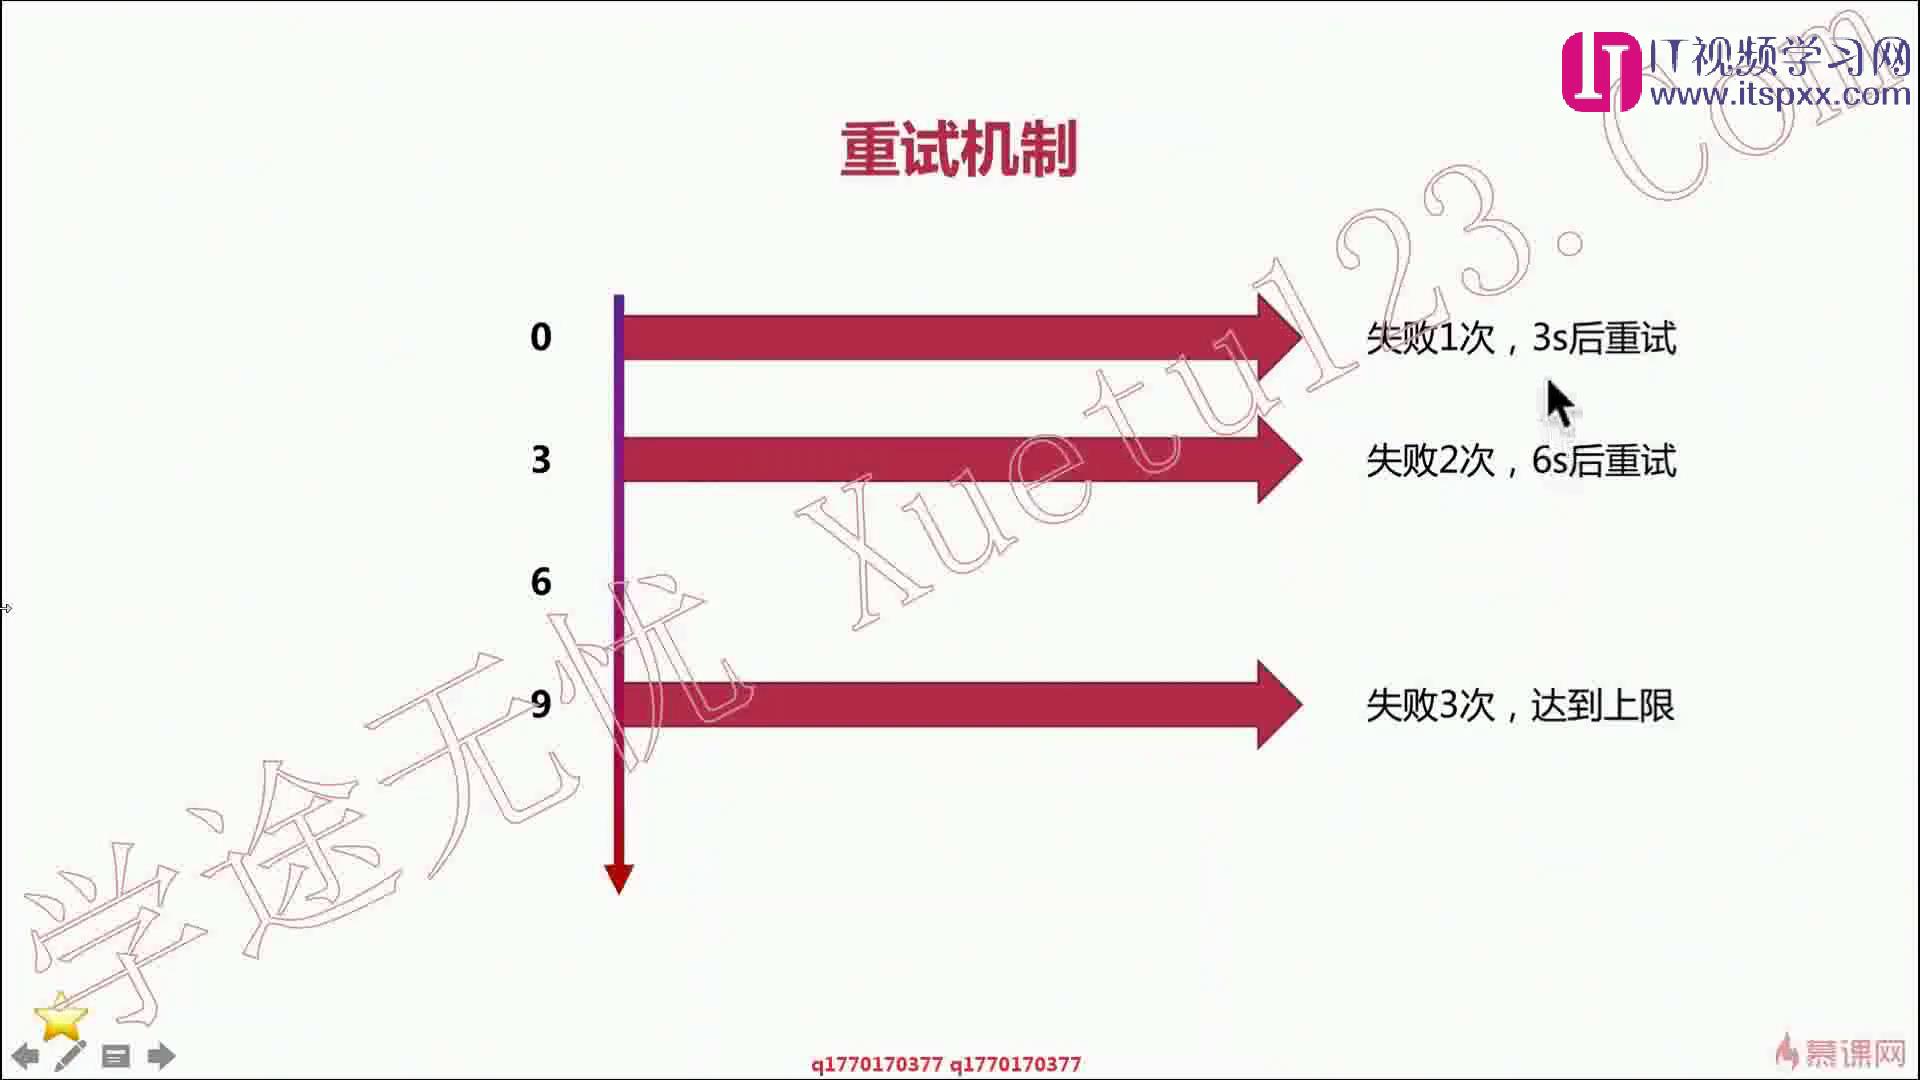 IT视频学习网
www.itspxx.com
重试机制
0
失败1次，3s后重试
3
失败2次，6s后重试
6
9
失败3次，达到上限
学途无忧 Xuetu123.Com
q1770170377 q1770170377
慕课网